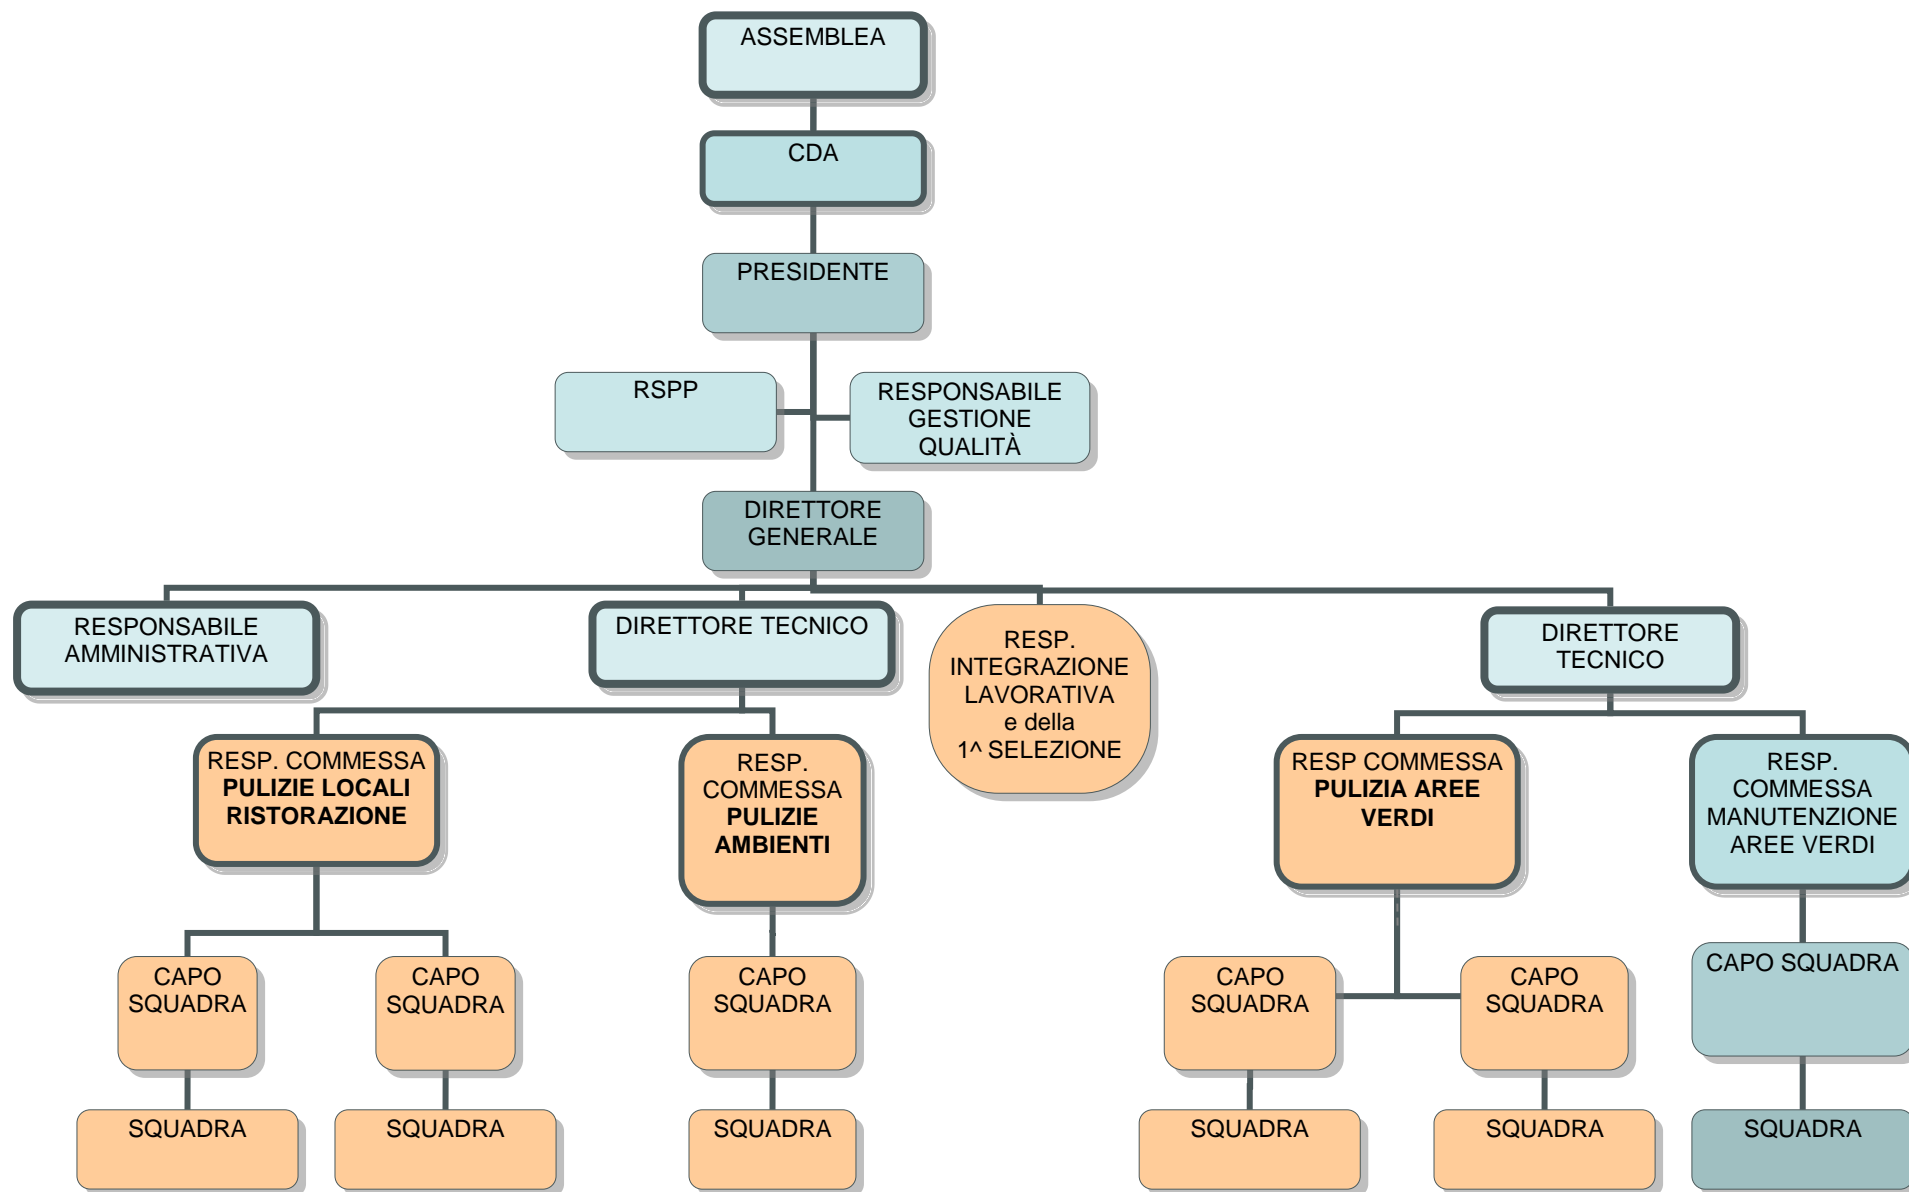 ASSEMBLEA
CDA
PRESIDENTE
RSPP
RESPONSABILE
GESTIONE
QUALITÀ
DIRETTORE
GENERALE
RESPONSABILE
AMMINISTRATIVA
DIRETTORE TECNICO
RESP.
INTEGRAZIONE
LAVORATIVA
e della
1^ SELEZIONE
DIRETTORE
TECNICO
RESP. COMMESSA
PULIZIE LOCALI
RISTORAZIONE
RESP.
COMMESSA
PULIZIE
AMBIENTI
RESP COMMESSA
PULIZIA AREE
VERDI
RESP.
COMMESSA
MANUTENZIONE
AREE VERDI
CAPO
SQUADRA
CAPO
SQUADRA
CAPO
SQUADRA
CAPO
SQUADRA
CAPO
SQUADRA
CAPO SQUADRA
SQUADRA
SQUADRA
SQUADRA
SQUADRA
SQUADRA
SQUADRA